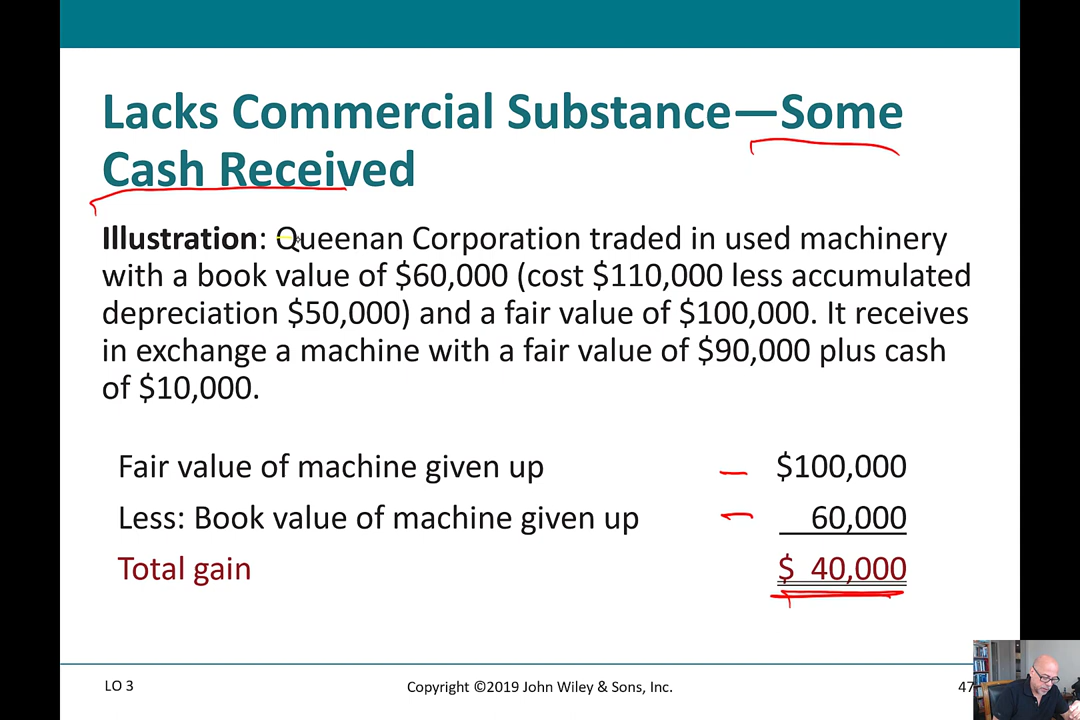 Lacks Commercial Substance—Some
Cash Received
Illustration: Queenan Corporation traded in used machinery
with a book value of $60,000 (cost $110,000 less accumulated
depreciation $50,000) and a fair value of $100,000. It receives
in exchange a machine with a fair value of $90,000 plus cash
of $10,000.
Fair value of machine given up $100,000
Less: Book value of machine given up 60,000
Total gain $ 40,000
LO 3 Copyright ©2019 John Wiley & Sons, Inc. 47